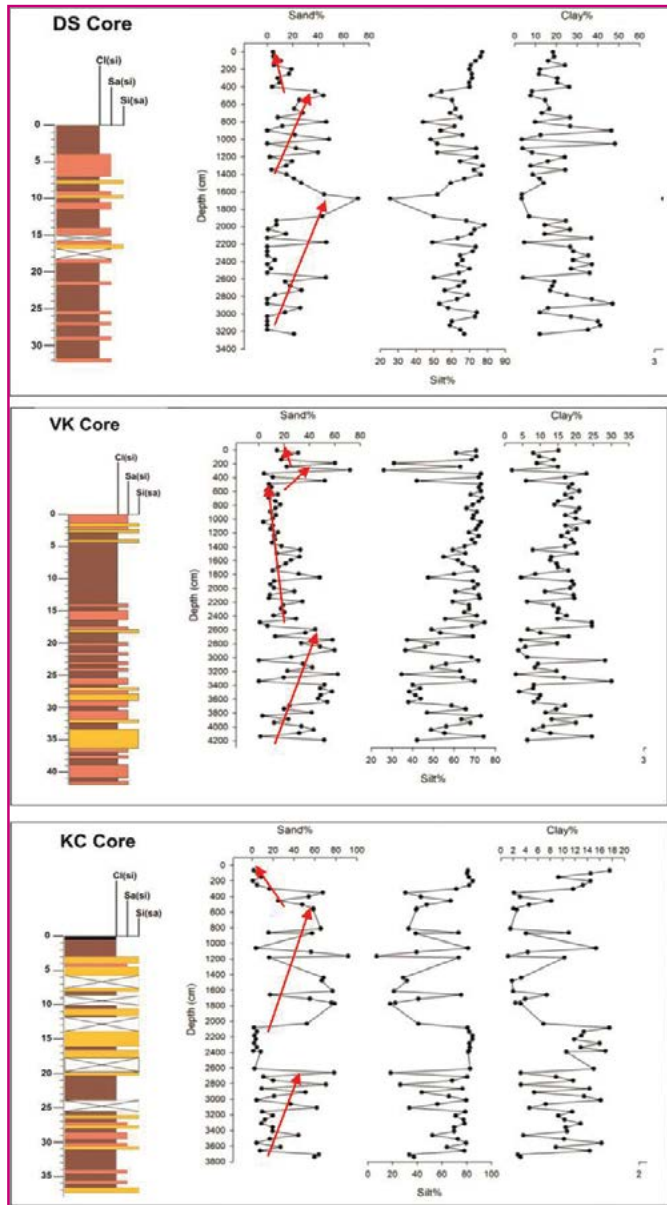 DS Core
Cl(si)
Sa(si)
Si(sa)
0
5
10
15
20
25
30
Sand%
0 20 40 60 80
Clay%
0 10 20 30 40 50 60
Depth (cm)
0
200
400
600
800
1000
1200
1400
1600
1800
2000
2200
2400
2600
2800
3000
3200
3400
20 30 40 50 60 70 80 90
Silt%
3
VK Core
Cl(si)
Sa(si)
Si(sa)
0
5
10
15
20
25
30
35
40
Sand%
0 20 40 60 80
Clay%
0 5 10 15 20 25 30 35
Depth (cm)
0
200
400
600
800
1000
1200
1400
1600
1800
2000
2200
2400
2600
2800
3000
3200
3400
3600
3800
4000
4200
20 30 40 50 60 70 80 90 100
Silt%
3
KC Core
Cl(si)
Sa(si)
Si(sa)
0
5
10
15
20
25
30
35
Sand%
0 20 40 60 80 100
Clay%
0 2 4 6 8 10 12 14 16 18 20
Depth (cm)
0
200
400
600
800
1000
1200
1400
1600
1800
2000
2200
2400
2600
2800
3000
3200
3400
3600
3800
0 20 40 60 80 100
Silt%
2